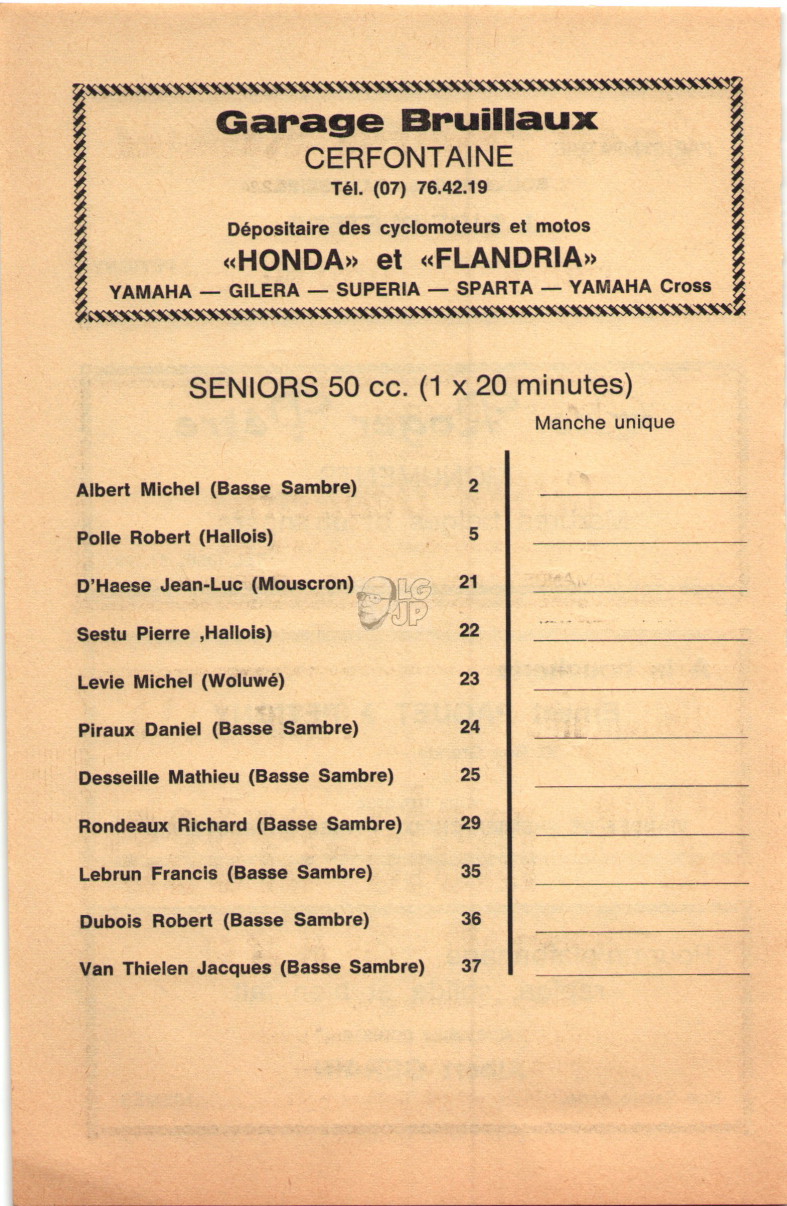 Garage Bruillaux
CERFONTAINE
Tél. (07) 76.42.19
Dépositaire des cyclomoteurs et motos
«HONDA» et «FLANDRIA»
YAMAHA — GILERA — SUPERIA — SPARTA — YAMAHA Cross
SENIORS 50 cc. (1 x 20 minutes)
Manche unique
Albert Michel (Basse Sambre) 2
Polle Robert (Hallois) 5
D'Haese Jean-Luc (Mouscron) 21
LG
JP
Sestu Pierre ,Hallois) 22
Levie Michel (Woluwé) 23
Piraux Daniel (Basse Sambre) 24
Desseille Mathieu (Basse Sambre) 25
Rondeaux Richard (Basse Sambre) 29
Lebrun Francis (Basse Sambre) 35
Dubois Robert (Basse Sambre) 36
Van Thielen Jacques (Basse Sambre) 37